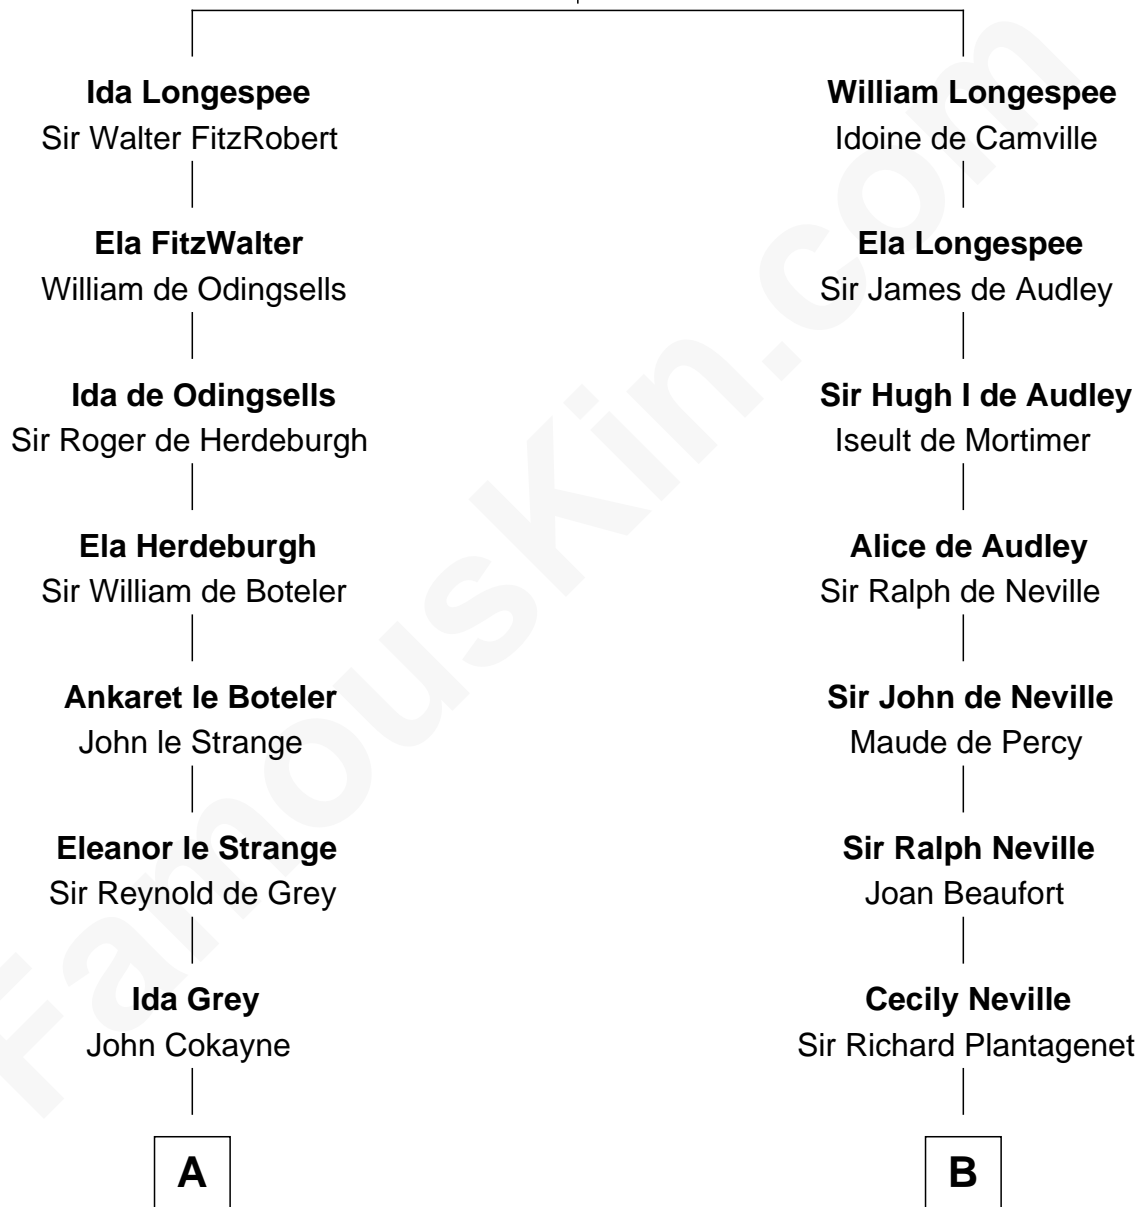 Ida Longespee
Sir Walter FitzRobert
William Longespee
Idoine de Camville
Ela FitzWalter
William de Odingsells
Ela Longespee
Sir James de Audley
Ida de Odingsells
Sir Roger de Herdeburgh
Sir Hugh I de Audley
Iseult de Mortimer
Ela Herdeburgh
Sir William de Boteler
Alice de Audley
Sir Ralph de Neville
Ankaret le Boteler
John le Strange
Sir John de Neville
Maude de Percy
Eleanor le Strange
Sir Reynold de Grey
Sir Ralph Neville
Joan Beaufort
Ida Grey
John Cokayne
Cecily Neville
Sir Richard Plantagenet
A
B
FamousKin.com